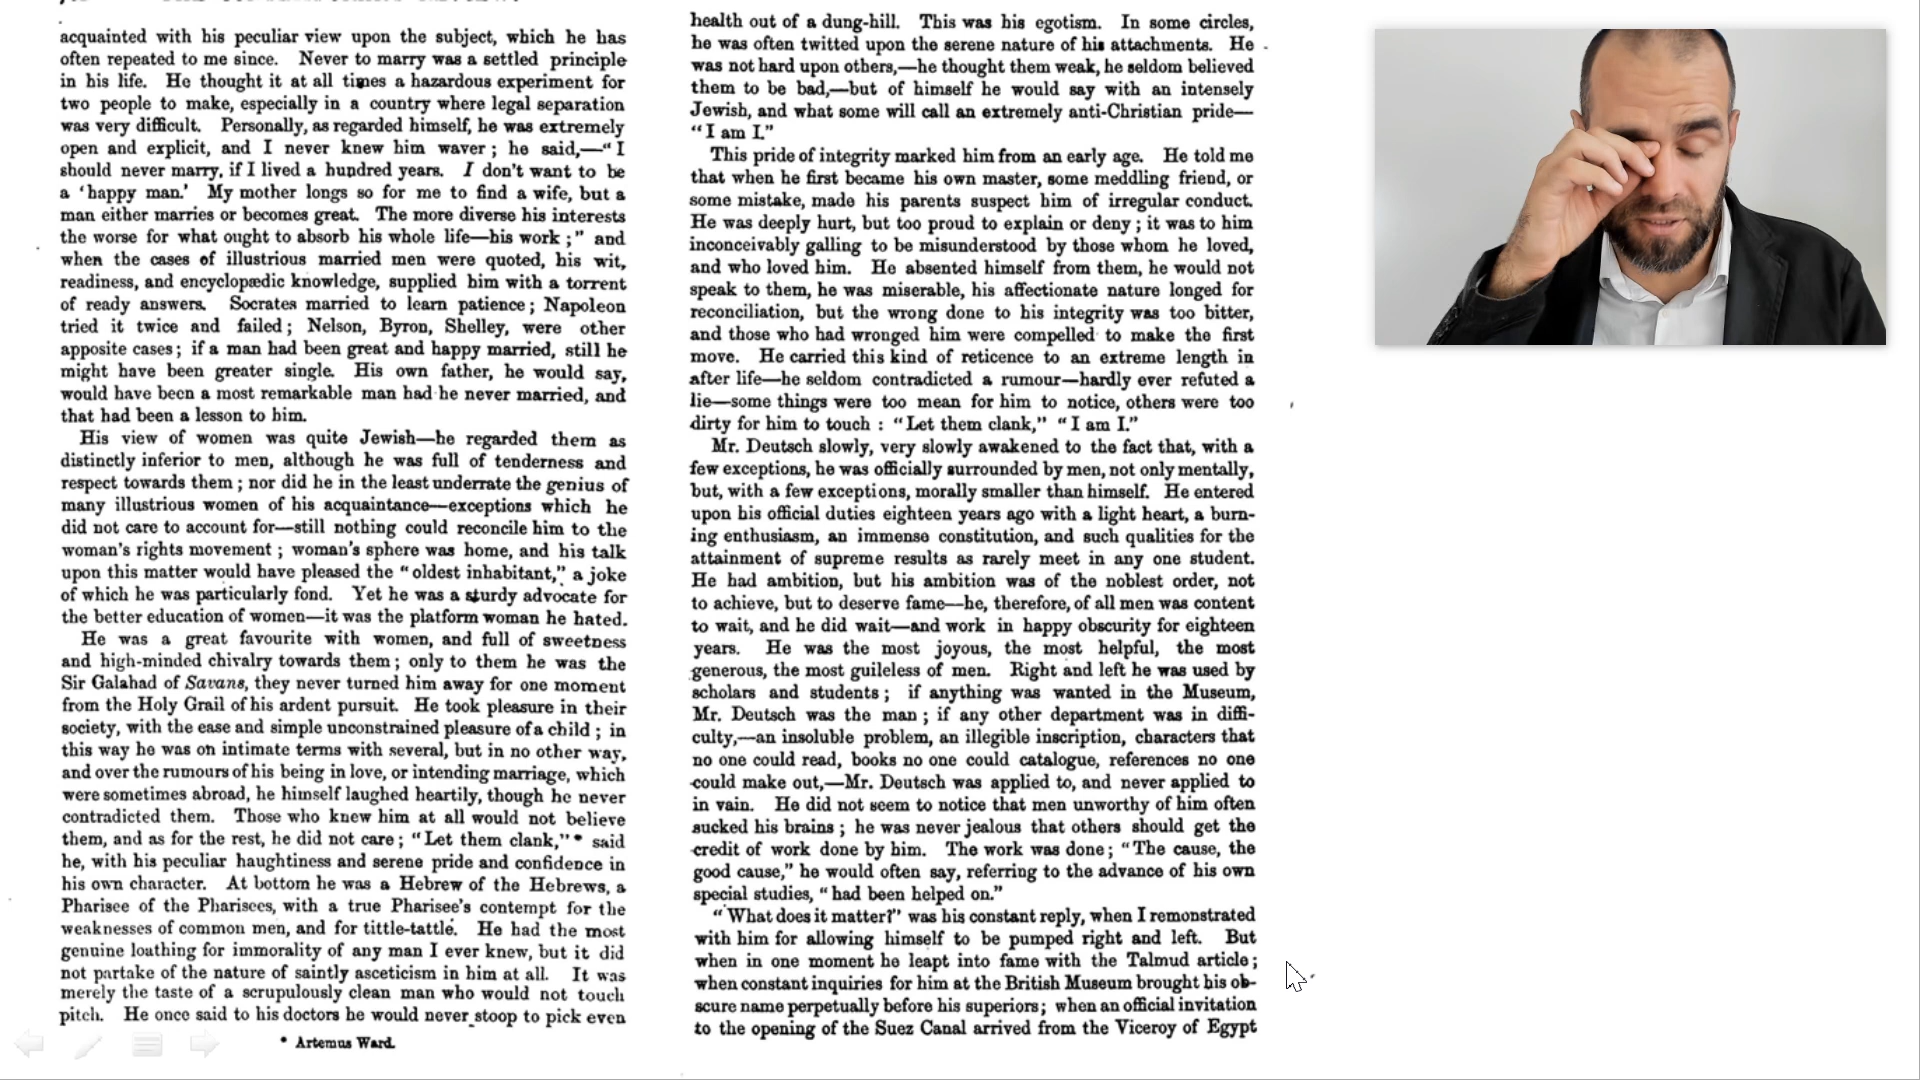 acquainted with his peculiar view upon the subject, which he has
often repeated to me since. Never to marry was a settled principle
in his life. He thought it at all times a hazardous experiment for
two people to make, especially in a country where legal separation
was very difficult. Personally, as regarded himself, he was extremely
open and explicit, and I never knew him waver; he said,—“I
should never marry, if I lived a hundred years. I don't want to be
a ‘happy man.’ My mother longs so for me to find a wife, but a
man either marries or becomes great. The more diverse his interests
the worse for what ought to absorb his whole life—his work;” and
when the cases of illustrious married men were quoted, his wit,
readiness, and encyclopædic knowledge, supplied him with a torrent
of ready answers. Socrates married to learn patience; Napoleon
tried it twice and failed; Nelson, Byron, Shelley, were other
apposite cases; if a man had been great and happy married, still he
might have been greater single. His own father, he would say,
would have been a most remarkable man had he never married, and
that had been a lesson to him.
His view of women was quite Jewish—he regarded them as
distinctly inferior to men, although he was full of tenderness and
respect towards them; nor did he in the least underrate the genius of
many illustrious women of his acquaintance—exceptions which he
did not care to account for—still nothing could reconcile him to the
woman's rights movement; woman's sphere was home, and his talk
upon this matter would have pleased the “oldest inhabitant,” a joke
of which he was particularly fond. Yet he was a sturdy advocate for
the better education of women—it was the platform woman he hated.
He was a great favourite with women, and full of sweetness
and high-minded chivalry towards them; only to them he was the
Sir Galahad of Savans, they never turned him away for one moment
from the Holy Grail of his ardent pursuit. He took pleasure in their
society, with the ease and simple unconstrained pleasure of a child; in
this way he was on intimate terms with several, but in no other way,
and over the rumours of his being in love, or intending marriage, which
were sometimes abroad, he himself laughed heartily, though he never
contradicted them. Those who knew him at all would not believe
them, and as for the rest, he did not care; “Let them clank,”* said
he, with his peculiar haughtiness and serene pride and confidence in
his own character. At bottom he was a Hebrew of the Hebrews, a
Pharisee of the Pharisees, with a true Pharisee's contempt for the
weaknesses of common men, and for tittle-tattle. He had the most
genuine loathing for immorality of any man I ever knew, but it did
not partake of the nature of saintly asceticism in him at all. It was
merely the taste of a scrupulously clean man who would not touch
pitch. He once said to his doctors he would never stoop to pick even
* Artemus Ward.
health out of a dung-hill. This was his egotism. In some circles,
he was often twitted upon the serene nature of his attachments. He
was not hard upon others,—he thought them weak, he seldom believed
them to be bad,—but of himself he would say with an intensely
Jewish, and what some will call an extremely anti-Christian pride—
“I am I.”
This pride of integrity marked him from an early age. He told me
that when he first became his own master, some meddling friend, or
some mistake, made his parents suspect him of irregular conduct.
He was deeply hurt, but too proud to explain or deny; it was to him
inconceivably galling to be misunderstood by those whom he loved,
and who loved him. He absented himself from them, he would not
speak to them, he was miserable, his affectionate nature longed for
reconciliation, but the wrong done to his integrity was too bitter,
and those who had wronged him were compelled to make the first
move. He carried this kind of reticence to an extreme length in
after life—he seldom contradicted a rumour—hardly ever refuted a
lie—some things were too mean for him to notice, others were too
dirty for him to touch : “Let them clank,” “I am I.”
Mr. Deutsch slowly, very slowly awakened to the fact that, with a
few exceptions, he was officially surrounded by men, not only mentally,
but, with a few exceptions, morally smaller than himself. He entered
upon his official duties eighteen years ago with a light heart, a burn-
ing enthusiasm, an immense constitution, and such qualities for the
attainment of supreme results as rarely meet in any one student.
He had ambition, but his ambition was of the noblest order, not
to achieve, but to deserve fame—he, therefore, of all men was content
to wait, and he did wait—and work in happy obscurity for eighteen
years. He was the most joyous, the most helpful, the most
generous, the most guileless of men. Right and left he was used by
scholars and students; if anything was wanted in the Museum,
Mr. Deutsch was the man; if any other department was in diffi-
culty,—an insoluble problem, an illegible inscription, characters that
no one could read, books no one could catalogue, references no one
could make out,—Mr. Deutsch was applied to, and never applied to
in vain. He did not seem to notice that men unworthy of him often
sucked his brains; he was never jealous that others should get the
credit of work done by him. The work was done; “The cause, the
good cause,” he would often say, referring to the advance of his own
special studies, “had been helped on.”
“What does it matter?” was his constant reply, when I remonstrated
with him for allowing himself to be pumped right and left. But
when in one moment he leapt into fame with the Talmud article;
when constant inquiries for him at the British Museum brought his ob-
scure name perpetually before his superiors; when an official invitation
to the opening of the Suez Canal arrived from the Viceroy of Egypt